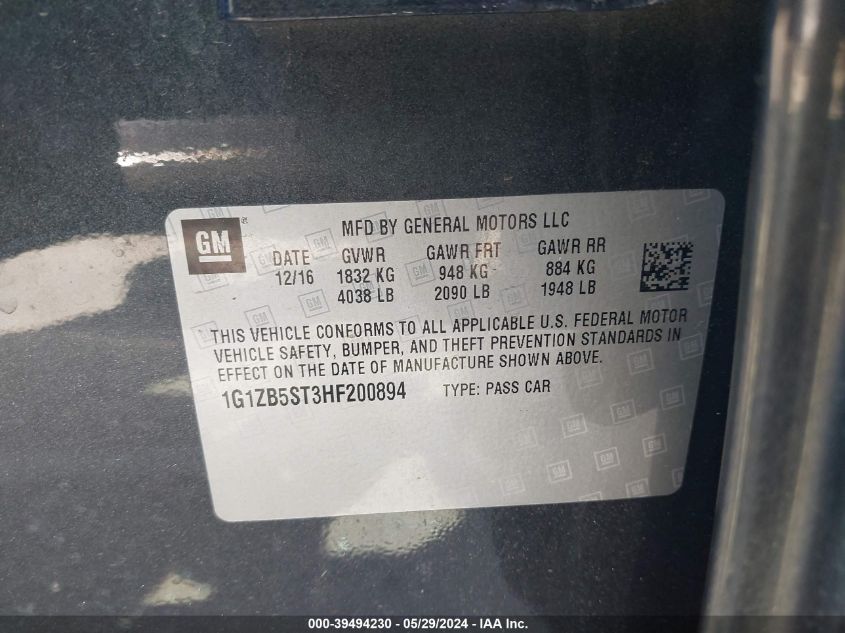 GM ®
MFD BY GENERAL MOTORS LLC
DATE GVWR GAWR FRT GAWR RR
12/16 1832 KG 948 KG 884 KG
4038 LB 2090 LB 1948 LB
THIS VEHICLE CONFORMS TO ALL APPLICABLE U.S. FEDERAL MOTOR
VEHICLE SAFETY, BUMPER, AND THEFT PREVENTION STANDARDS IN
EFFECT ON THE DATE OF MANUFACTURE SHOWN ABOVE.
1G1ZB5ST3HF200894 TYPE: PASS CAR
000-39494230 - 05/29/2024 - IAA Inc.